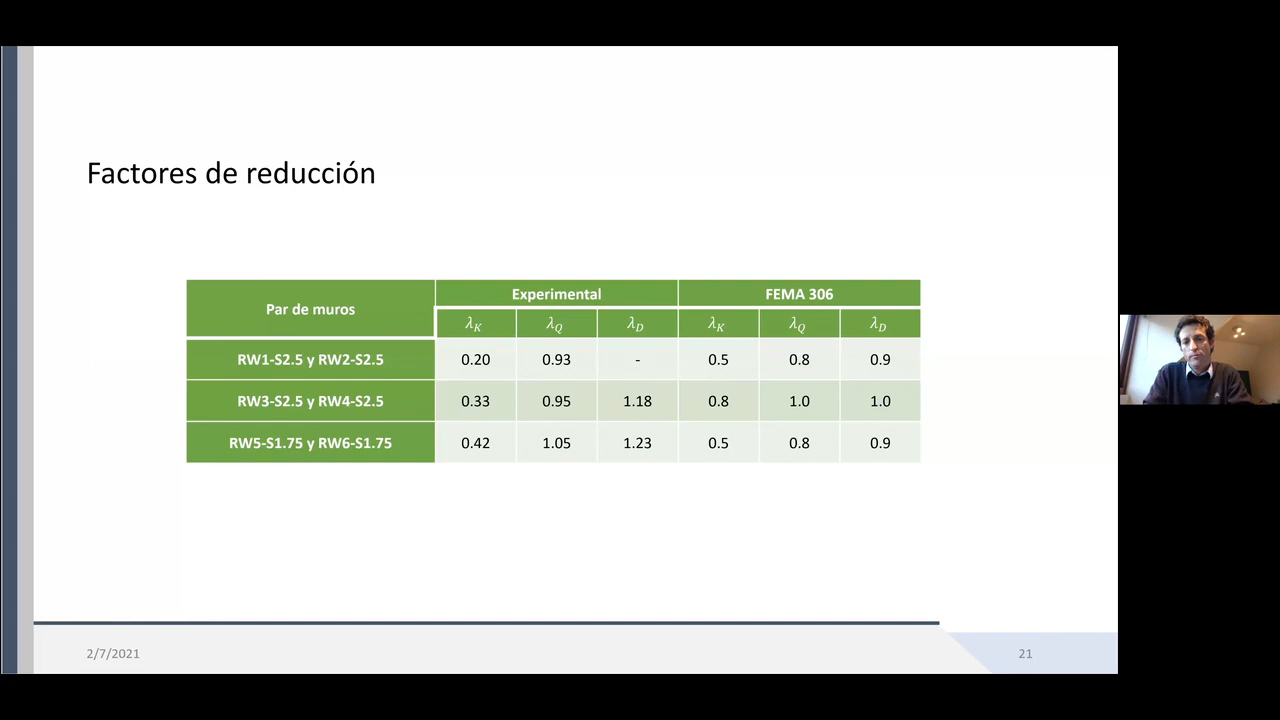 Factores de reducción
Par de muros Experimental FEMA 306
λK λQ λD λK λQ λD
RW1-S2.5 y RW2-S2.5 0.20 0.93 - 0.5 0.8 0.9
RW3-S2.5 y RW4-S2.5 0.33 0.95 1.18 0.8 1.0 1.0
RW5-S1.75 y RW6-S1.75 0.42 1.05 1.23 0.5 0.8 0.9
2/7/2021 21